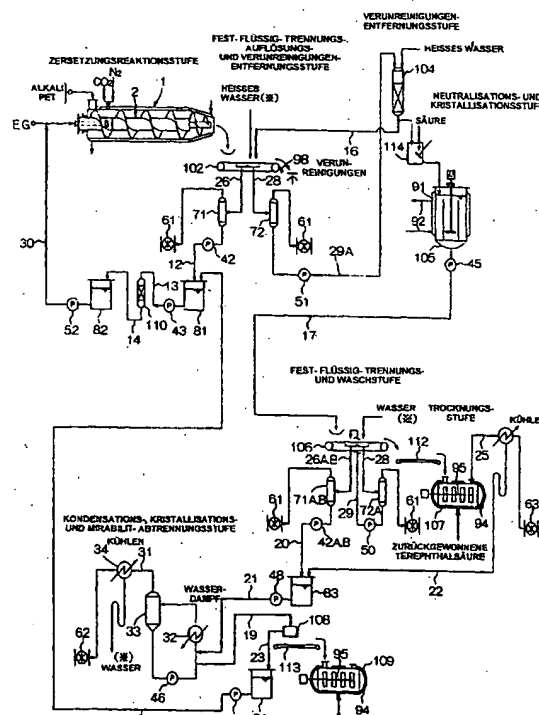 VERUNREINIGUNGEN-
ENTFERNUNGSSTUFE
FEST-FLÜSSIG-TRENNUNGS-
AUFLÖSUNGS-
UND VERUNREINIGUNGEN-
ENTFERNUNGSSTUFE
ZERSETZUNGSREAKTIONSSTUFE
HEISSES WASSER
104
CO2 N2
1
ALKALI
PET
2
HEISSES
WASSER(※)
NEUTRALISATIONS- UND
KRISTALLISATIONSSTUFE
EG
16
SÄURE
114
98
102
26
28
VERUN-
REINIGUNGEN
91
92
105
61
71
72
61
30
12
42
29A
45
13
51
52
82
110
43
81
14
17
FEST-FLÜSSIG-TRENNUNGS-
UND WASCHSTUFE
WASSER
(※)
TROCKNUNGS-
STUFE
KÜHLEN
106
26A,B
28
112
25
95
61
71A,B
29
72A
61
107
94
63
KONDENSATIONS-, KRISTALLISATIONS-
UND MIRABILIT-ABTRENNUNGSSTUFE
20
42A,B
50
ZURÜCKGEWONNENE
TEREPHTHALSÄURE
KÜHLEN
34
31
21
48
83
22
WASSER-
DAMPF
33
32
19
108
62
23
113
95
109
(※)
WASSER
46
94